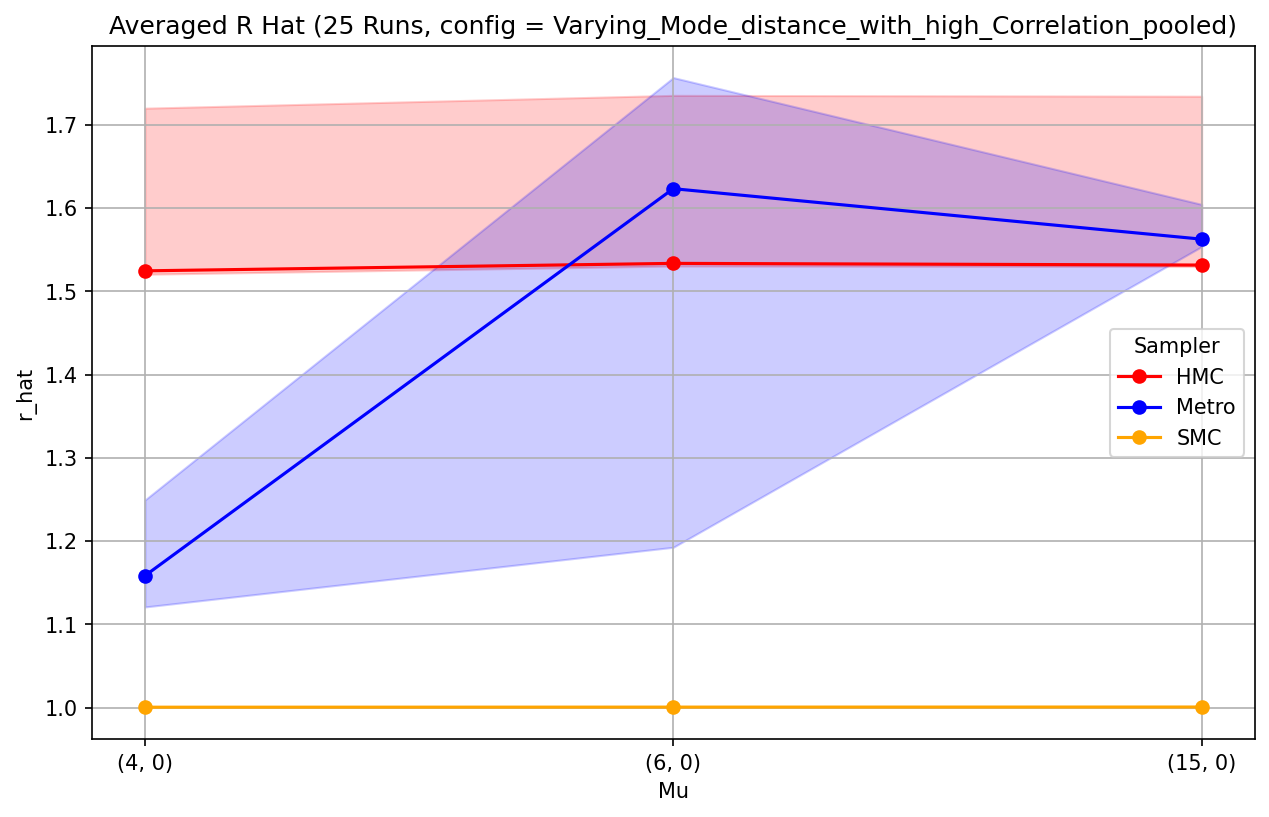 Averaged R Hat (25 Runs, config = Varying_Mode_distance_with_high_Correlation_pooled)
1.7
1.6
1.5
1.4
1.3
1.2
1.1
1.0
r_hat
Sampler
HMC
Metro
SMC
(4, 0)
(6, 0)
(15, 0)
Mu